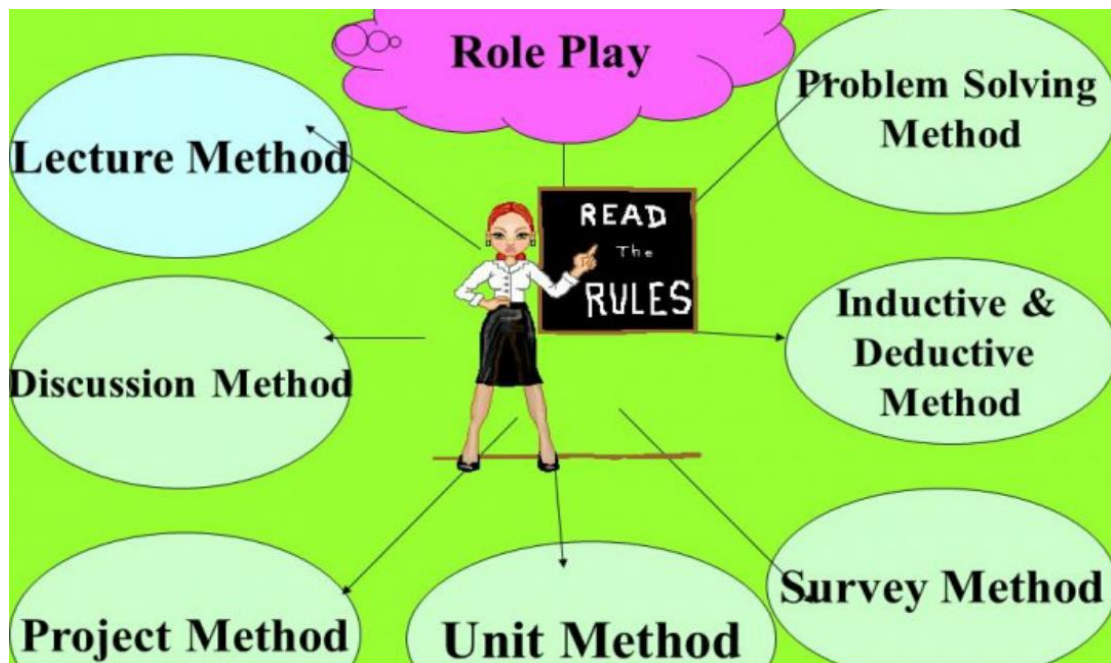 Role Play
Problem Solving
Method
Lecture Method
READ
The
RULES
Inductive &
Deductive
Method
Discussion Method
Survey Method
Project Method
Unit Method